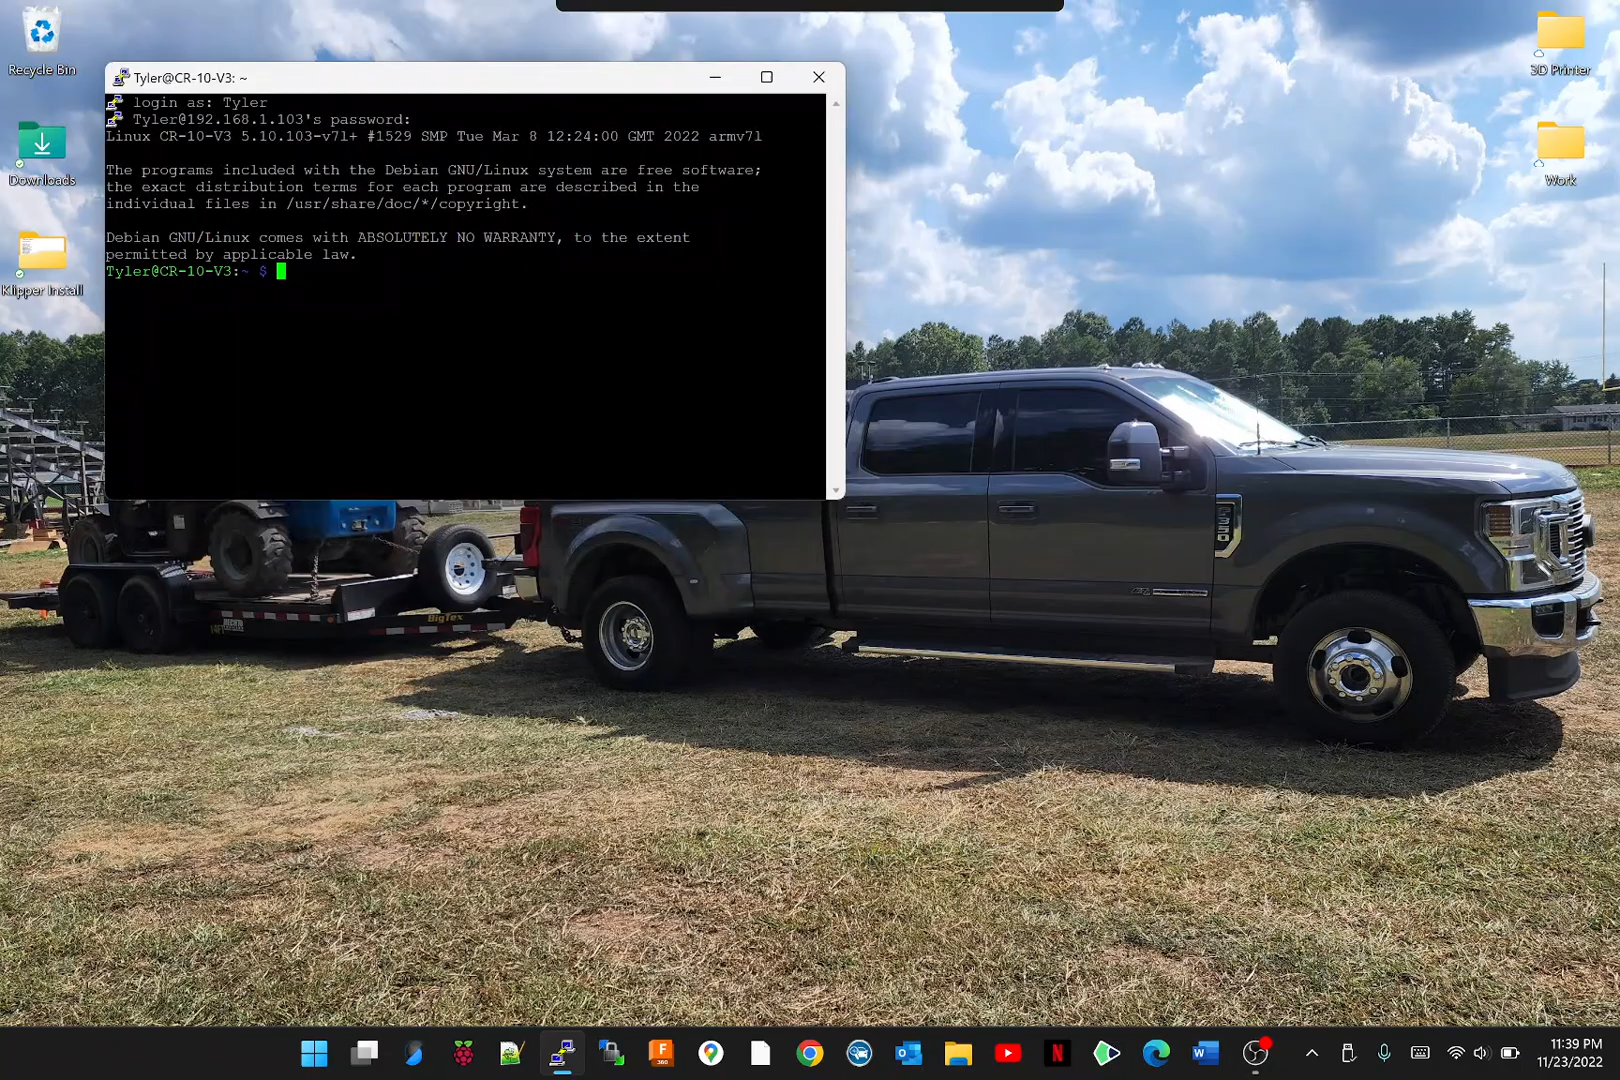 Recycle Bin
Downloads
Klipper Install
3D Printer
Work
Tyler@CR-10-V3: ~
login as: Tyler
Tyler@192.168.1.103's password:
Linux CR-10-V3 5.10.103-v7l+ #1529 SMP Tue Mar 8 12:24:00 GMT 2022 armv7l
The programs included with the Debian GNU/Linux system are free software;
the exact distribution terms for each program are described in the
individual files in /usr/share/doc/*/copyright.
Debian GNU/Linux comes with ABSOLUTELY NO WARRANTY, to the extent
permitted by applicable law.
Tyler@CR-10-V3:~ $
F350
14FT
BigTex
F
360
N
W
11:39 PM
11/23/2022